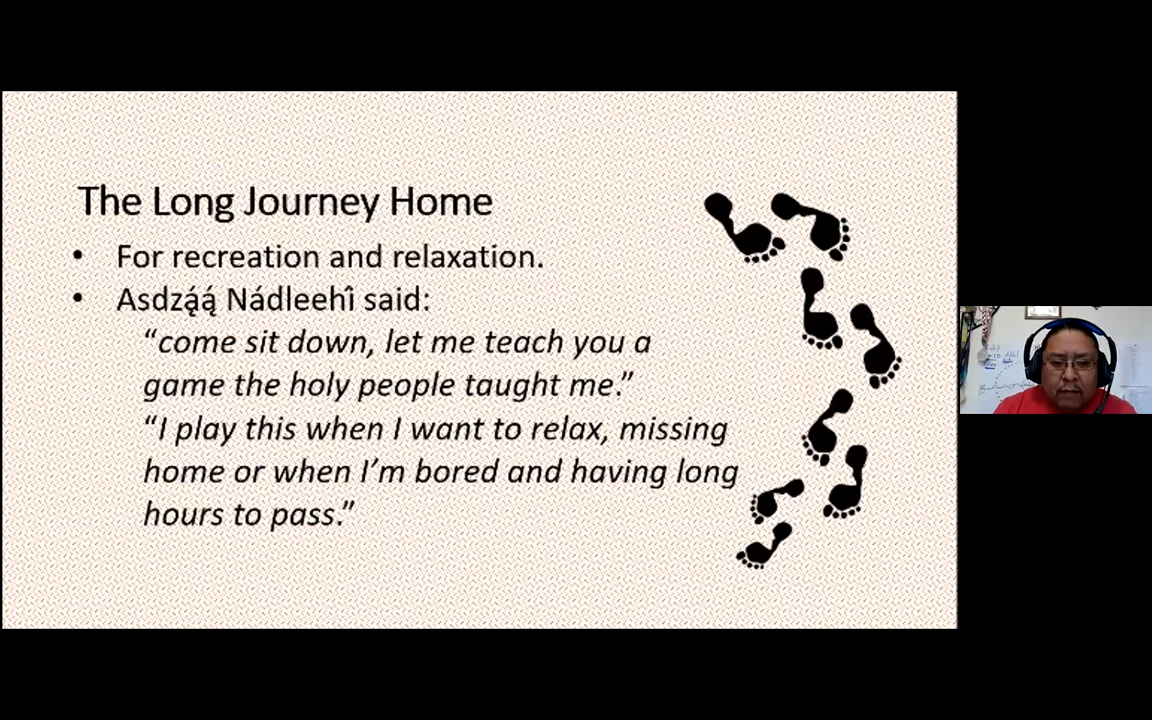 The Long Journey Home
• For recreation and relaxation.
• Asdzą́ą́ Nádleehı̂ said:
“come sit down, let me teach you a
game the holy people taught me.”
“I play this when I want to relax, missing
home or when I’m bored and having long
hours to pass.”